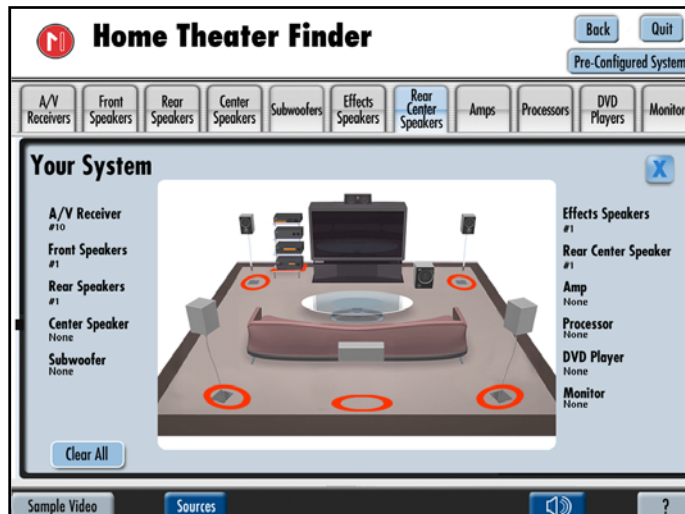 Home Theater Finder
Back
Quit
Pre-Configured System
A/V
Receivers
Front
Speakers
Rear
Speakers
Center
Speakers
Subwoofers
Effects
Speakers
Rear
Center
Speakers
Amps
Processors
DVD
Players
Monitor
Your System
X
A/V Receiver
#10
Front Speakers
#1
Rear Speakers
#1
Center Speaker
None
Subwoofer
None
Effects Speakers
#1
Rear Center Speaker
#1
Amp
None
Processor
None
DVD Player
None
Monitor
None
Clear All
Sample Video
Sources
?